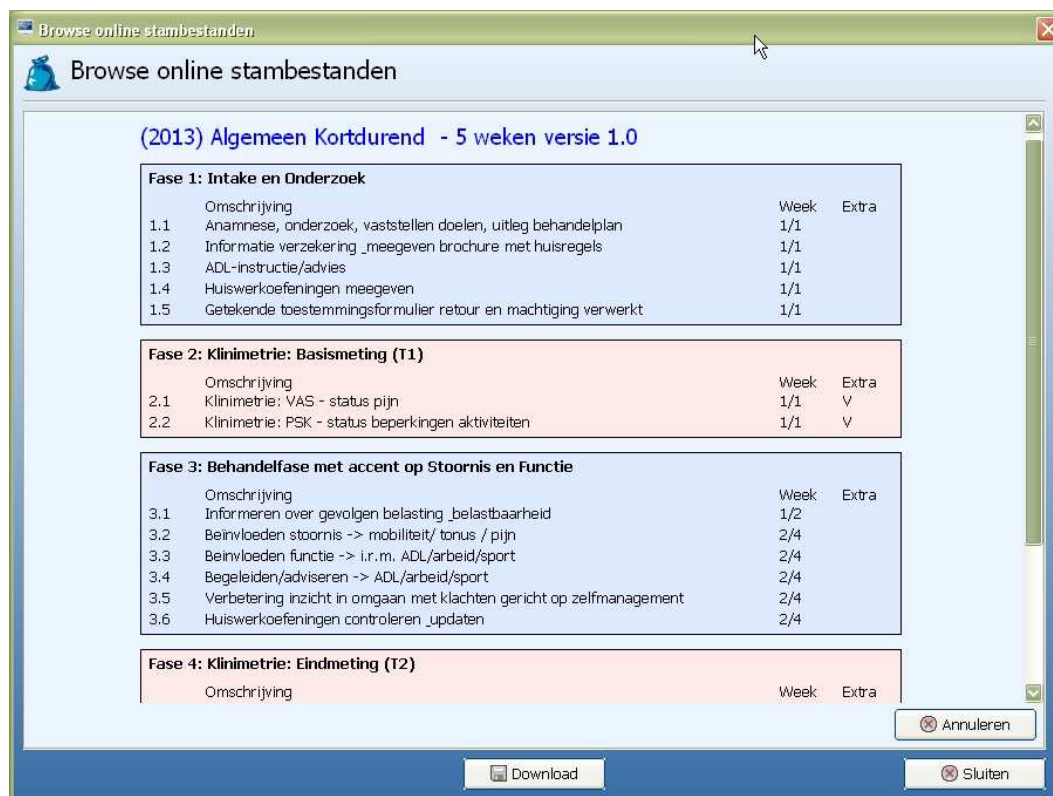 Browse online stambestanden
Browse online stambestanden
(2013) Algemeen Kortdurend - 5 weken versie 1.0
Fase 1: Intake en Onderzoek
Omschrijving Week Extra
1.1 Anamnese, onderzoek, vaststellen doelen, uitleg behandelplan 1/1
1.2 Informatie verzekering _meegeven brochure met huisregels 1/1
1.3 ADL-instructie/advies 1/1
1.4 Huiswerkoefeningen meegeven 1/1
1.5 Getekende toestemmingsformulier retour en machtiging verwerkt 1/1
Fase 2: Klinimetrie: Basismeting (T1)
Omschrijving Week Extra
2.1 Klinimetrie: VAS - status pijn 1/1 V
2.2 Klinimetrie: PSK - status beperkingen aktiviteiten 1/1 V
Fase 3: Behandelfase met accent op Stoornis en Functie
Omschrijving Week Extra
3.1 Informeren over gevolgen belasting _belastbaarheid 1/2
3.2 Beïnvloeden stoornis -> mobiliteit/ tonus / pijn 2/4
3.3 Beinvloeden functie -> i.r.m. ADL/arbeid/sport 2/4
3.4 Begeleiden/adviseren -> ADL/arbeid/sport 2/4
3.5 Verbetering inzicht in omgaan met klachten gericht op zelfmanagement 2/4
3.6 Huiswerkoefeningen controleren _updaten 2/4
Fase 4: Klinimetrie: Eindmeting (T2)
Omschrijving Week Extra
Annuleren
Download Sluiten